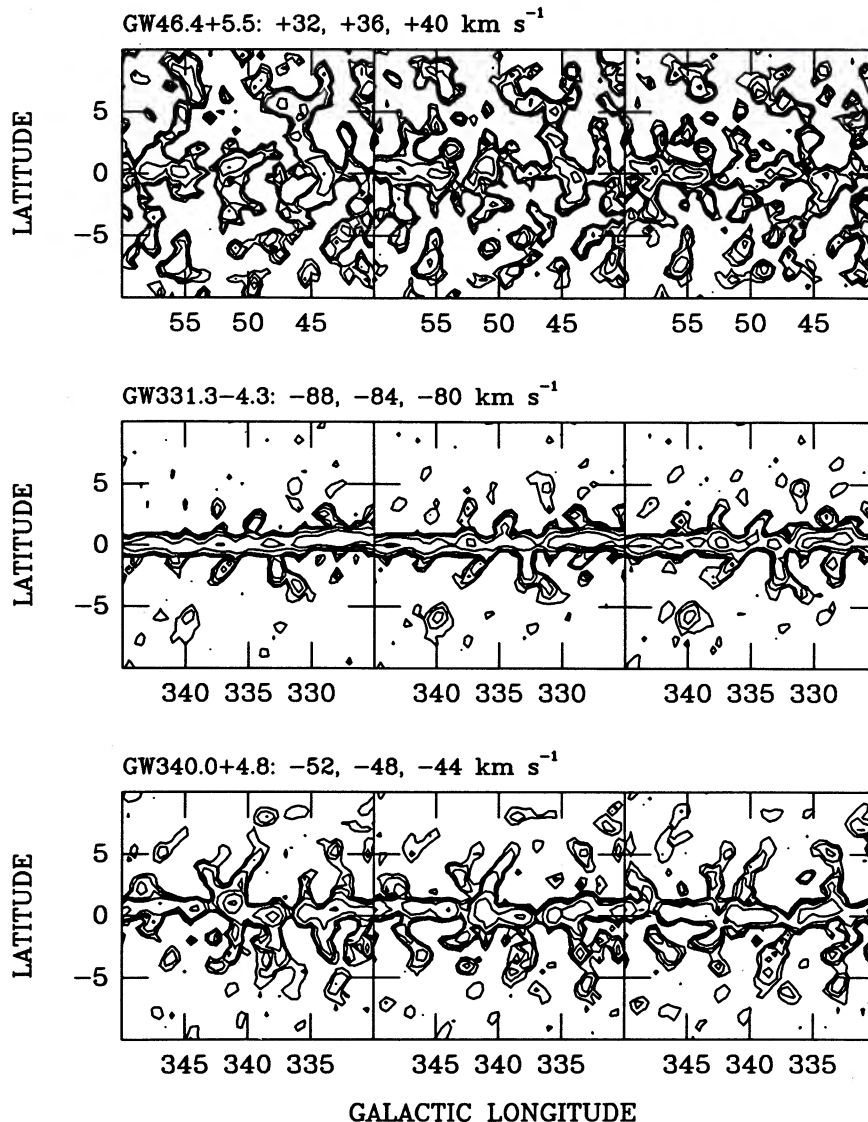 GW46.4+5.5: +32, +36, +40 km s⁻¹
LATITUDE
5
0
−5
55 50 45 55 50 45 55 50 45
GW331.3−4.3: −88, −84, −80 km s⁻¹
LATITUDE
5
0
−5
340 335 330 340 335 330 340 335 330
GW340.0+4.8: −52, −48, −44 km s⁻¹
LATITUDE
5
0
−5
345 340 335 345 340 335 345 340 335
GALACTIC LONGITUDE